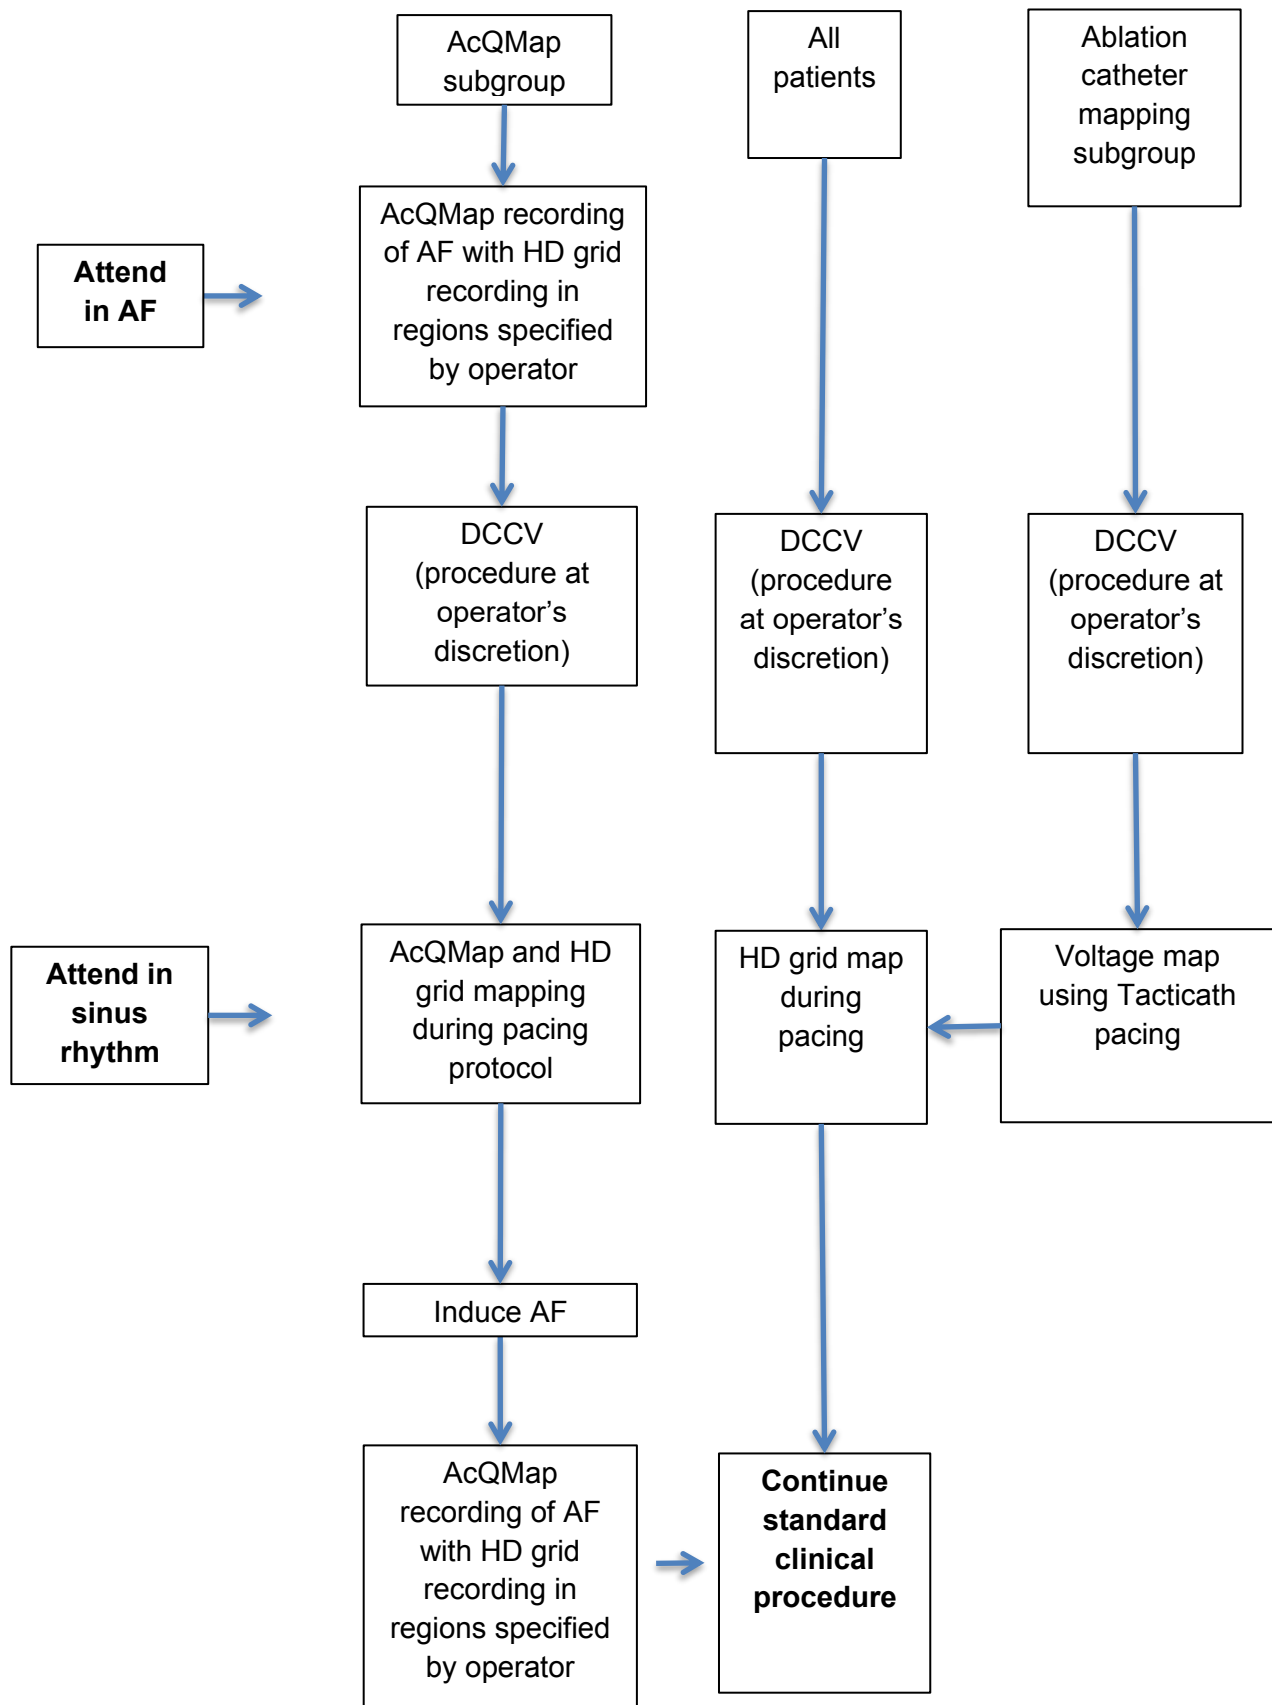 AcQMap
subgroup
All
patients
Ablation
catheter
mapping
subgroup
Attend
in AF
AcQMap recording
of AF with HD grid
recording in
regions specified
by operator
DCCV
(procedure at
operator’s
discretion)
DCCV
(procedure
at operator’s
discretion)
DCCV
(procedure at
operator’s
discretion)
Attend in
sinus
rhythm
AcQMap and HD
grid mapping
during pacing
protocol
HD grid map
during
pacing
Voltage map
using Tacticath
pacing
Induce AF
AcQMap
recording of AF
with HD grid
recording in
regions specified
by operator
Continue
standard
clinical
procedure